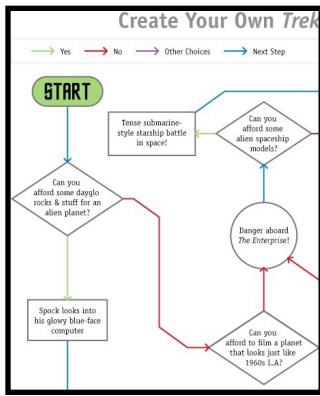 Create Your Own Trek
Yes
No
Other Choices
Next Step
START
Tense submarine-
style starship battle
in space!
Can you
afford some
alien spaceship
models?
Can you
afford some dayglo
rocks & stuff for an
alien planet?
Danger aboard
The Enterprise!
Spock looks into
his glowy blue-face
computer
Can you
afford to film a planet
that looks just like
1960s L.A?